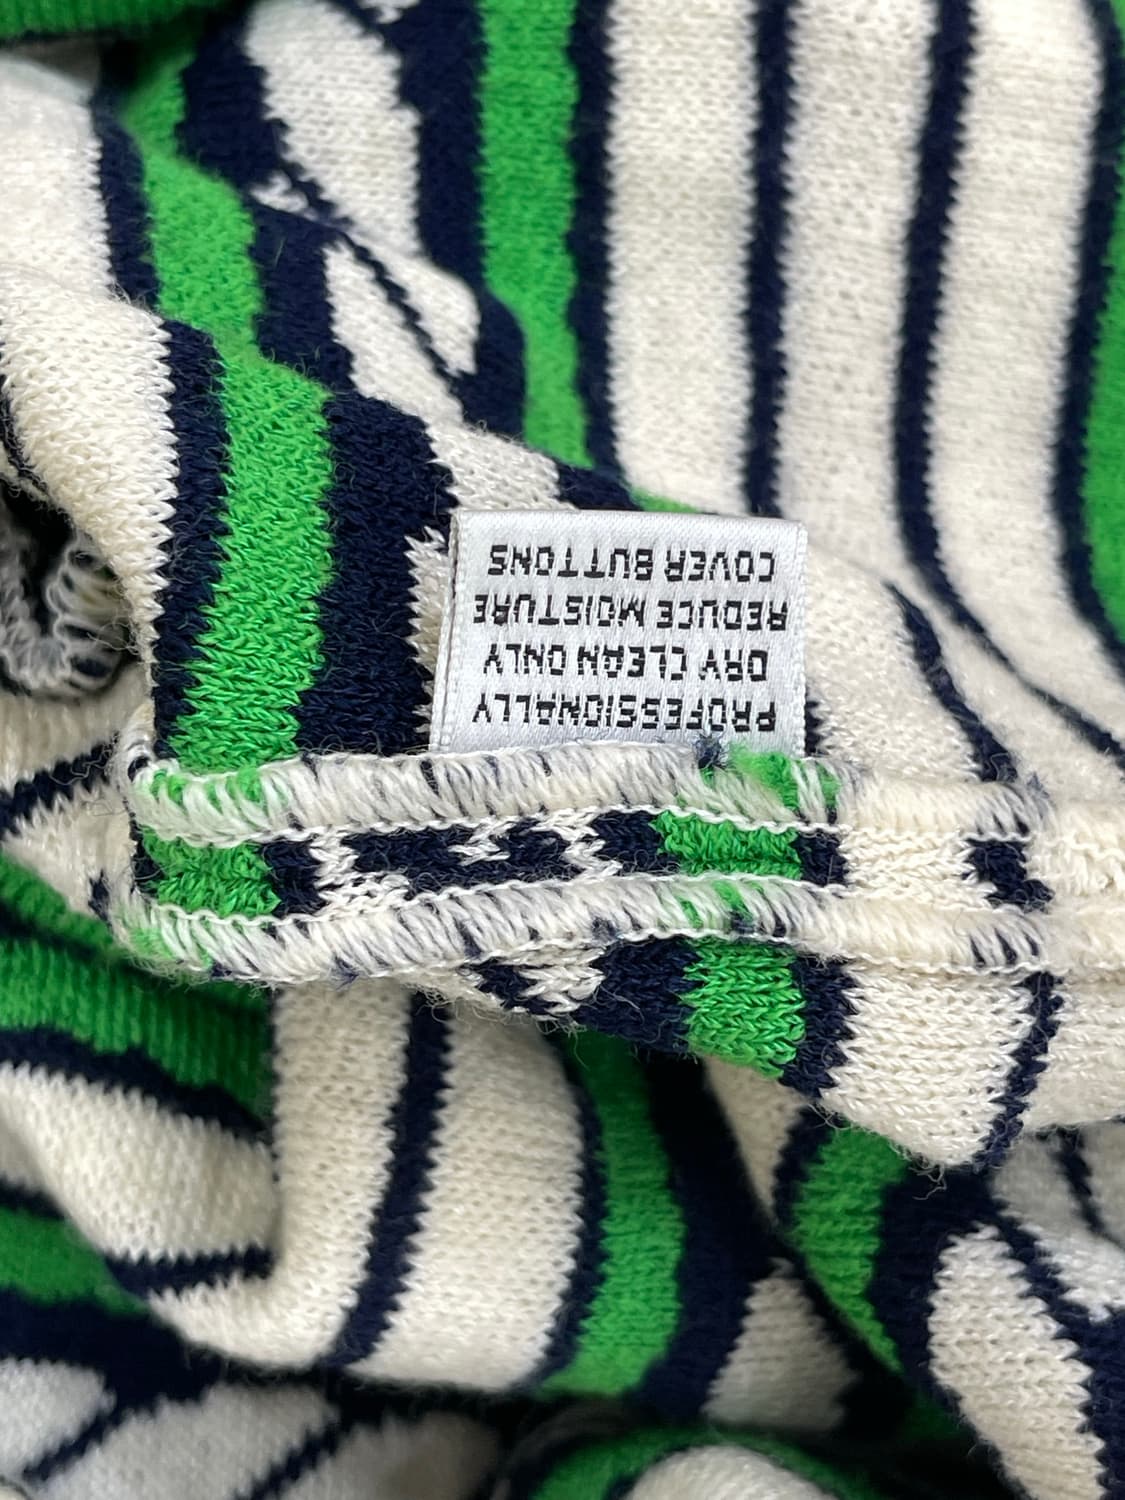 PROFESSIONALLY
DRY CLEAN ONLY
REDUCE MOISTURE
COVER BUTTONS